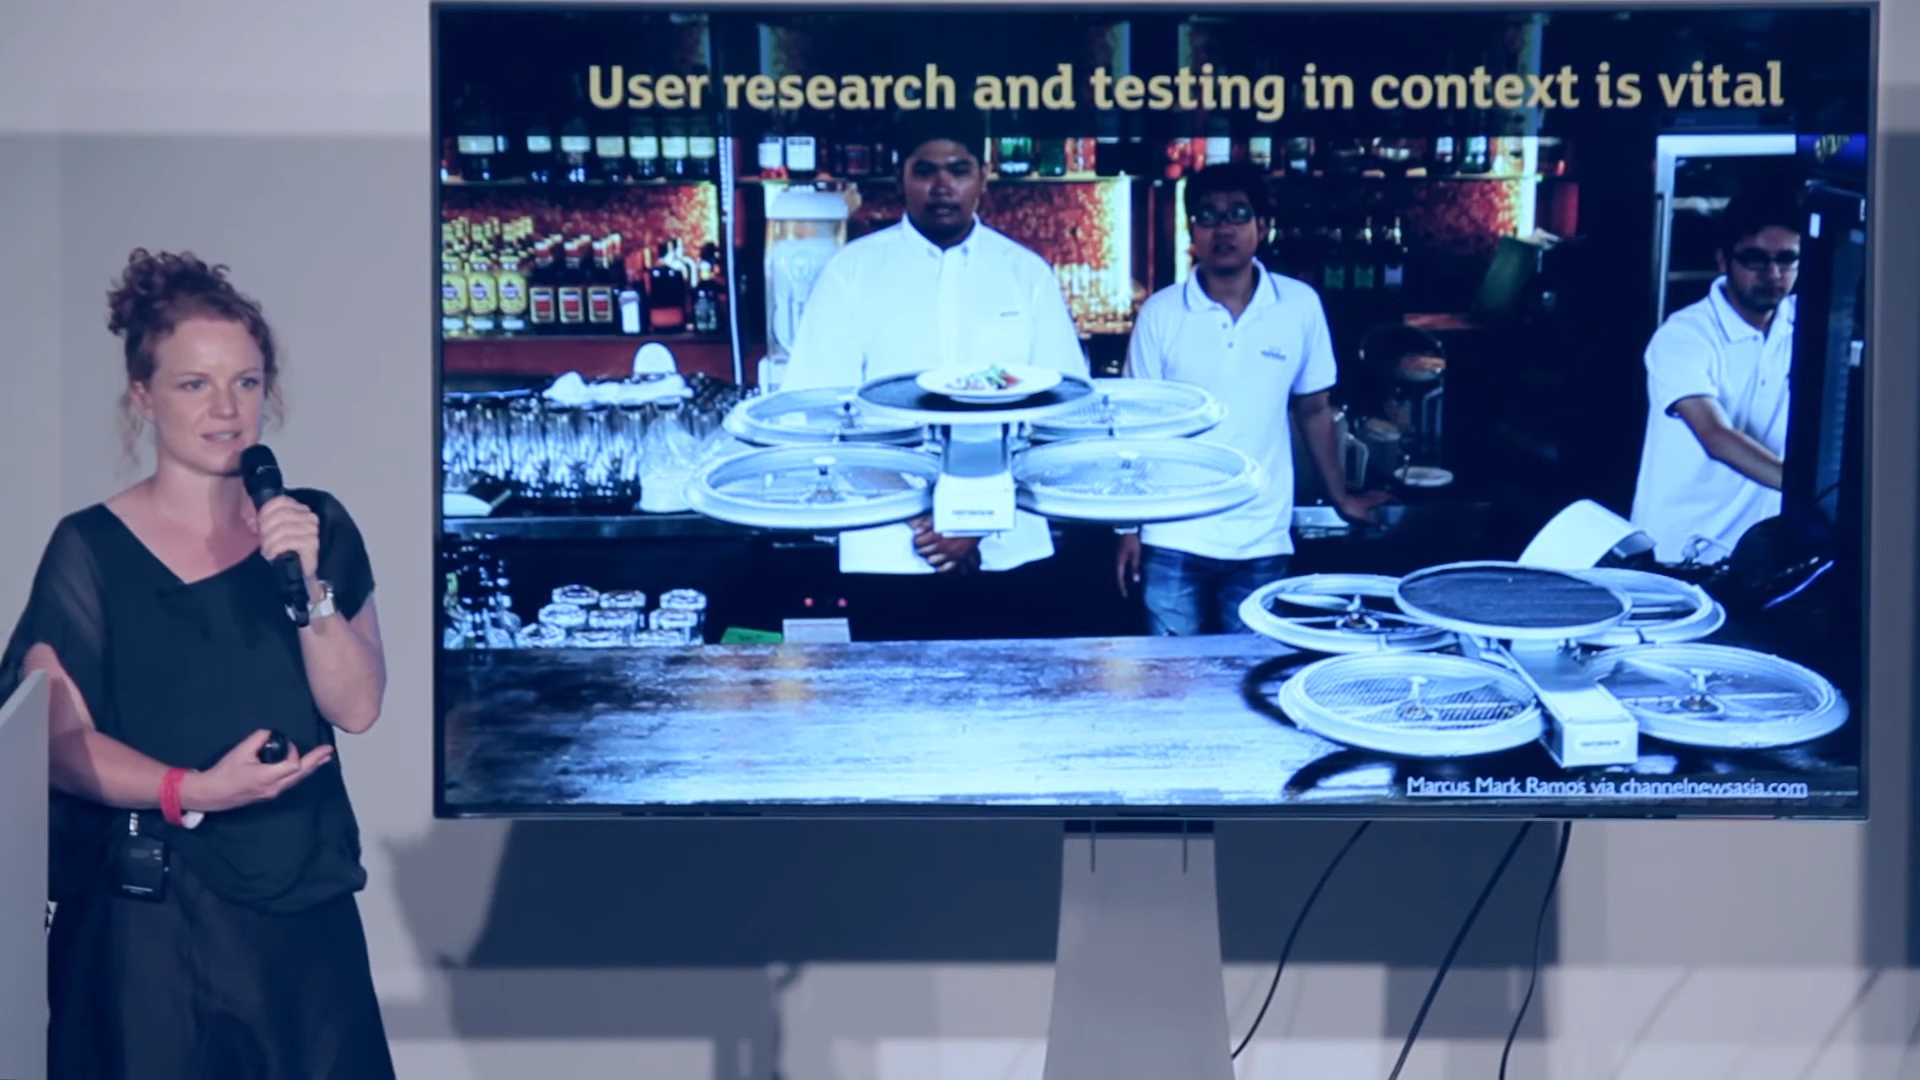 User research and testing in context is vital
Marcus Mark Ramos via channelnewsasia.com